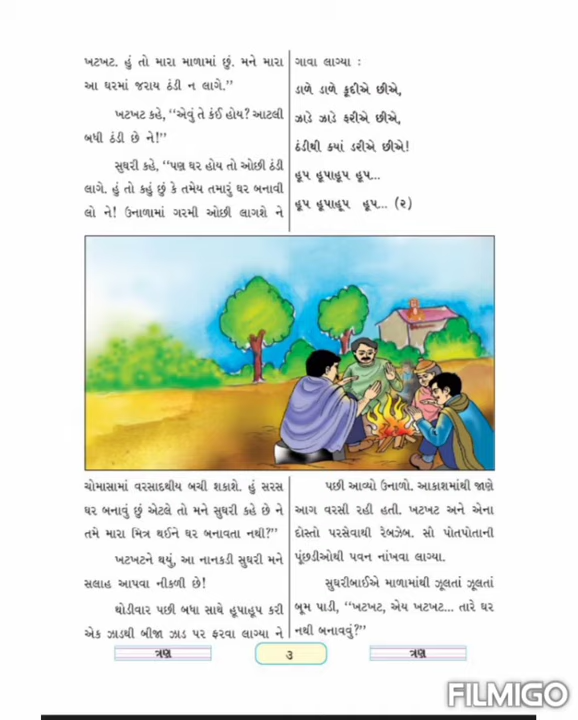 ખટખટ. હું તો મારા માળામાં છું. મને મારા
આ ઘરમાં જરાય ઠંડી ન લાગે.”
ખટખટ કહે, “એવું તે કંઈ હોય? આટલી
બધી ઠંડી છે ને!”
સુઘરી કહે, “પણ ઘર હોય તો ઓછી ઠંડી
લાગે. હું તો કહું છું કે તમેય તમારું ઘર બનાવી
લો ને! ઉનાળામાં ગરમી ઓછી લાગશે ને
ગાવા લાગ્યા :
ડાળે ડાળે કૂદીએ છીએ,
ઝાડે ઝાડે ફરીએ છીએ,
ઠંડીથી ક્યાં ડરીએ છીએ!
હૂપ હૂપાહૂપ હૂપ...
હૂપ હૂપાહૂપ હૂપ... (૨)
ચોમાસામાં વરસાદથીય બચી શકાશે. હું સરસ
ઘર બનાવું છું એટલે તો મને સુઘરી કહે છે ને
તમે મારા મિત્ર થઈને ઘર બનાવતા નથી?”
ખટખટને થયું, આ નાનકડી સુઘરી મને
સલાહ આપવા નીકળી છે!
થોડીવાર પછી બધા સાથે હૂપાહૂપ કરી
એક ઝાડથી બીજા ઝાડ પર ફરવા લાગ્યા ને
પછી આવ્યો ઉનાળો. આકાશમાંથી જાણે
આગ વરસી રહી હતી. ખટખટ અને એના
દોસ્તો પરસેવાથી રેબઝેબ. સૌ પોતપોતાની
પૂંછડીઓથી પવન નાંખવા લાગ્યા.
સુઘરીબાઈએ માળામાંથી ઝૂલતાં ઝૂલતાં
બૂમ પાડી, “ખટખટ, એય ખટખટ... તારે ઘર
નથી બનાવવું?”
ત્રણ ૩ ત્રણ
FILMIGO